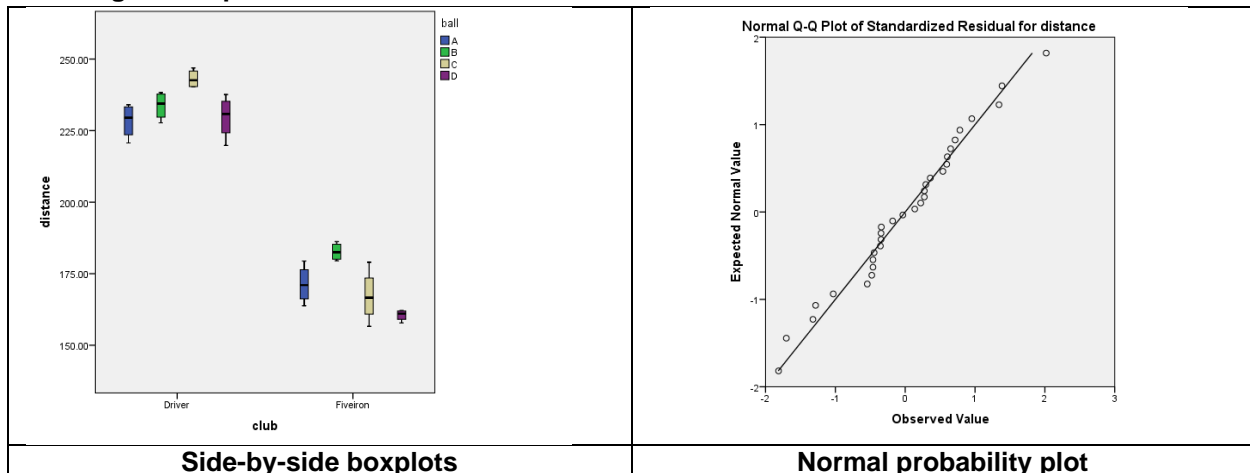 ball
A
B
C
D
250.00
225.00
200.00
175.00
150.00
distance
Driver
Fiveiron
club
Side-by-side boxplots
Normal Q-Q Plot of Standardized Residual for distance
2
1
0
-1
-2
Expected Normal Value
-2
-1
0
1
2
3
Observed Value
Normal probability plot